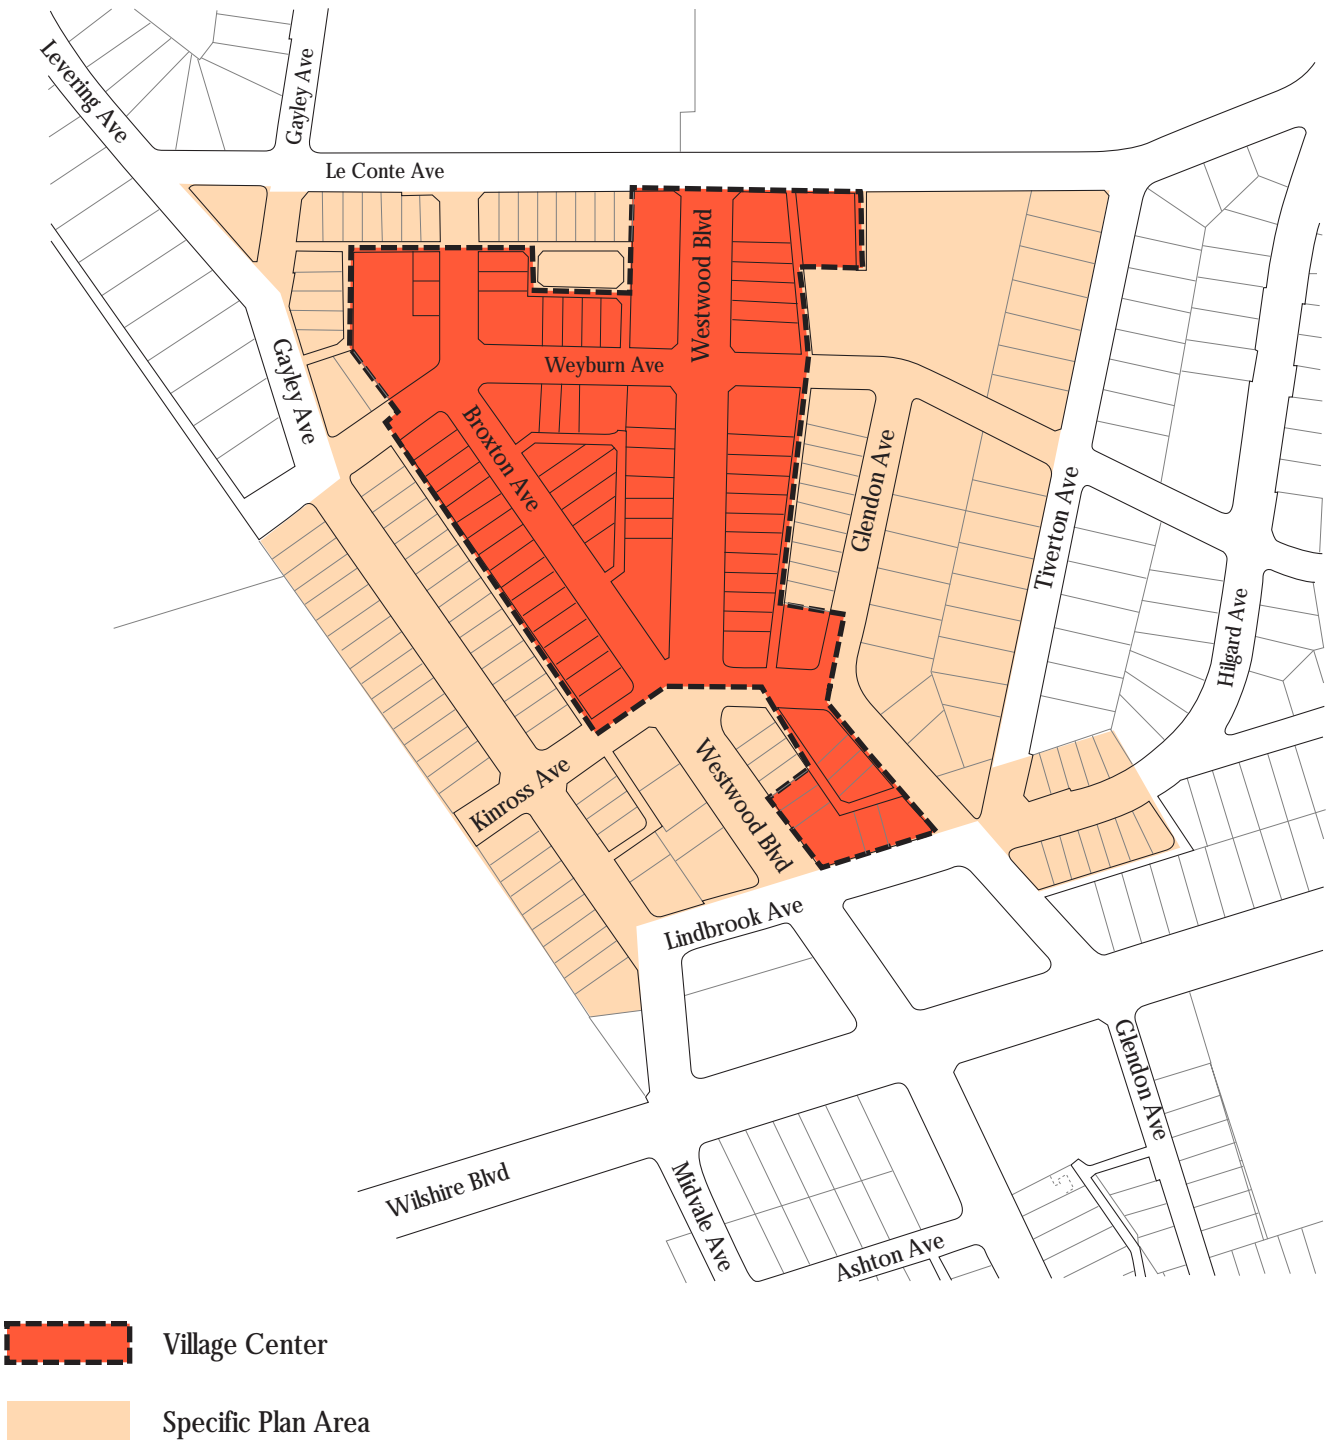 Levering Ave
Gayley Ave
Le Conte Ave
Westwood Blvd
Weyburn Ave
Gayley Ave
Broxton Ave
Glendon Ave
Tiverton Ave
Hilgard Ave
Kinross Ave
Westwood Blvd
Lindbrook Ave
Glendon Ave
Wilshire Blvd
Midvale Ave
Ashton Ave
Village Center
Specific Plan Area